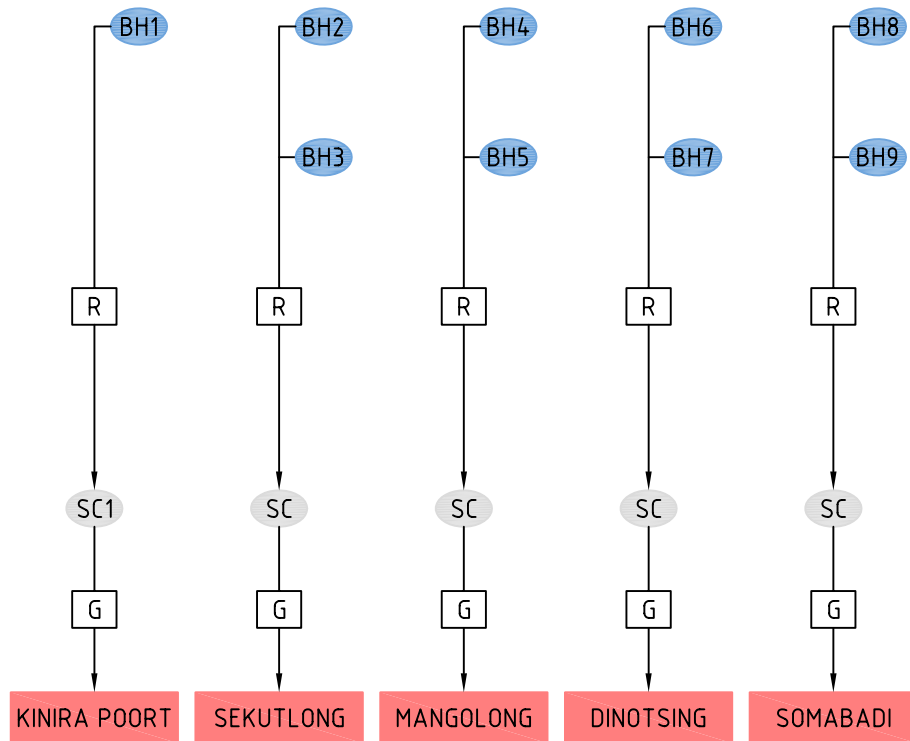 BH1 BH2 BH4 BH6 BH8
BH3 BH5 BH7 BH9
R R R R R
SC1 SC SC SC SC
G G G G G
KINIRA POORT SEKUTLONG MANGOLONG DINOTSING SOMABADI